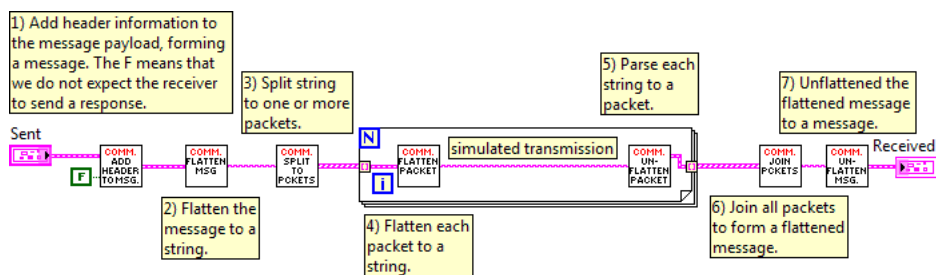 1) Add header information to
the message payload, forming
a message. The F means that
we do not expect the receiver
to send a response.
3) Split string
to one or more
packets.
5) Parse each
string to a
packet.
7) Unflattened the
flattened message
to a message.
Sent
Received
F
COMM.
ADD
HEADER
TO MSG.
COMM.
FLATTEN
MSG
COMM.
SPLIT
TO
PCKETS
N
i
COMM.
FLATTEN
PACKET
simulated transmission
COMM.
UN-
FLATTEN
PACKET
COMM.
JOIN
PCKETS
COMM.
UN-
FLATTEN
MSG.
2) Flatten the
message to a
string.
4) Flatten each
packet to a
string.
6) Join all packets
to form a flattened
message.